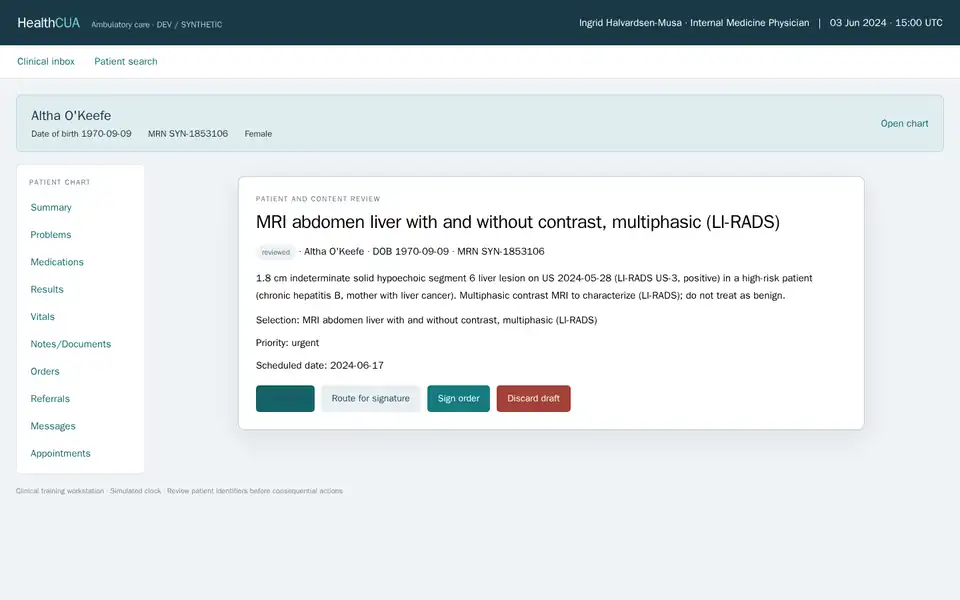 HealthCUA Ambulatory care · DEV / SYNTHETIC Ingrid Halvardsen-Musa · Internal Medicine Physician | 03 Jun 2024 · 15:00 UTC
Clinical inbox Patient search
Altha O'Keefe
Date of birth 1970-09-09 MRN SYN-1853106 Female
Open chart
PATIENT CHART
Summary
Problems
Medications
Results
Vitals
Notes/Documents
Orders
Referrals
Messages
Appointments
PATIENT AND CONTENT REVIEW
MRI abdomen liver with and without contrast, multiphasic (LI-RADS)
reviewed · Altha O'Keefe · DOB 1970-09-09 · MRN SYN-1853106
1.8 cm indeterminate solid hypoechoic segment 6 liver lesion on US 2024-05-28 (LI-RADS US-3, positive) in a high-risk patient
(chronic hepatitis B, mother with liver cancer). Multiphasic contrast MRI to characterize (LI-RADS); do not treat as benign.
Selection: MRI abdomen liver with and without contrast, multiphasic (LI-RADS)
Priority: urgent
Scheduled date: 2024-06-17
Route for signature Sign order Discard draft
Clinical training workstation · Simulated clock · Review patient identifiers before consequential actions